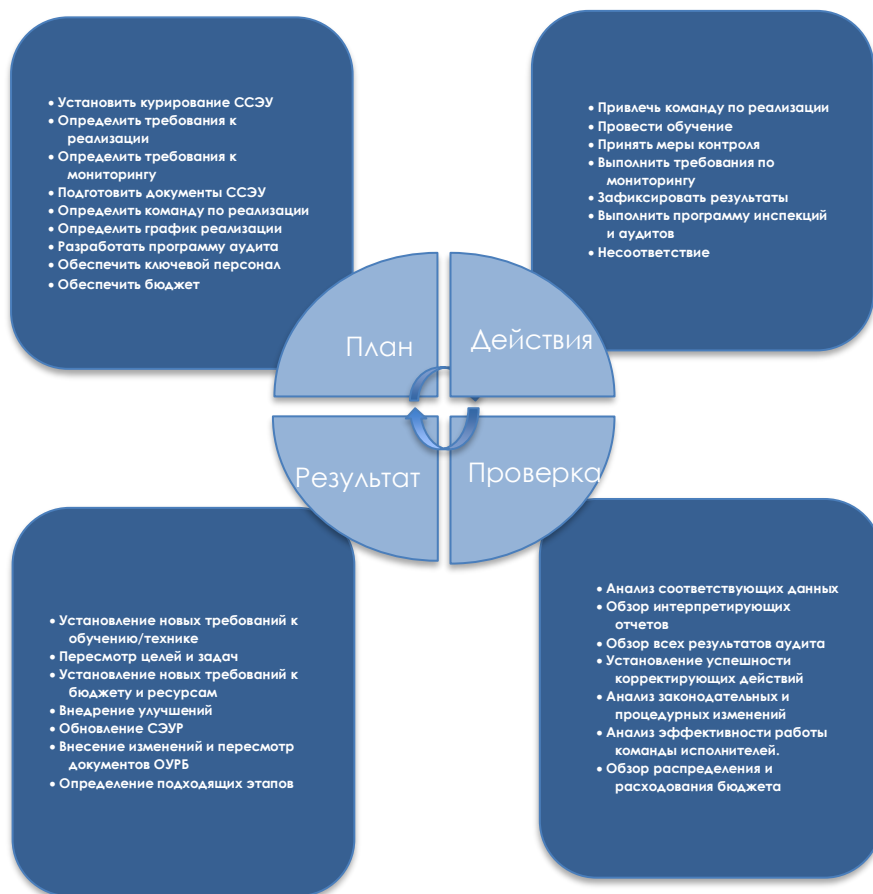 • Установить курирование ССЭУ
• Определить требования к
реализации
• Определить требования к
мониторингу
• Подготовить документы ССЭУ
• Определить команду по реализации
• Определить график реализации
• Разработать программу аудита
• Обеспечить ключевой персонал
• Обеспечить бюджет
• Привлечь команду по реализации
• Провести обучение
• Принять меры контроля
• Выполнить требования по
мониторингу
• Зафиксировать результаты
• Выполнить программу инспекций
и аудитов
• Несоответствие
План
Действия
Результат
Проверка
• Установление новых требований к
обучению/технике
• Пересмотр целей и задач
• Установление новых требований к
бюджету и ресурсам
• Внедрение улучшений
• Обновление СЭУР
• Внесение изменений и пересмотр
документов ОУРБ
• Определение подходящих этапов
• Анализ соответствующих данных
• Обзор интерпретирующих
отчетов
• Обзор всех результатов аудита
• Установление успешности
корректирующих действий
• Анализ законодательных и
процедурных изменений
• Анализ эффективности работы
команды исполнителей.
• Обзор распределения и
расходования бюджета